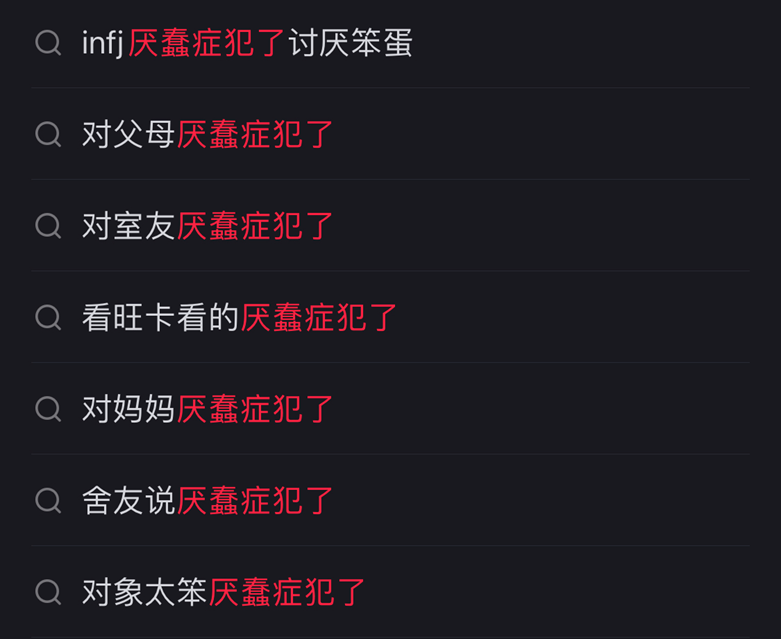 infj厌蠢症犯了讨厌笨蛋
对父母厌蠢症犯了
对室友厌蠢症犯了
看旺卡看的厌蠢症犯了
对妈妈厌蠢症犯了
舍友说厌蠢症犯了
对象太笨厌蠢症犯了